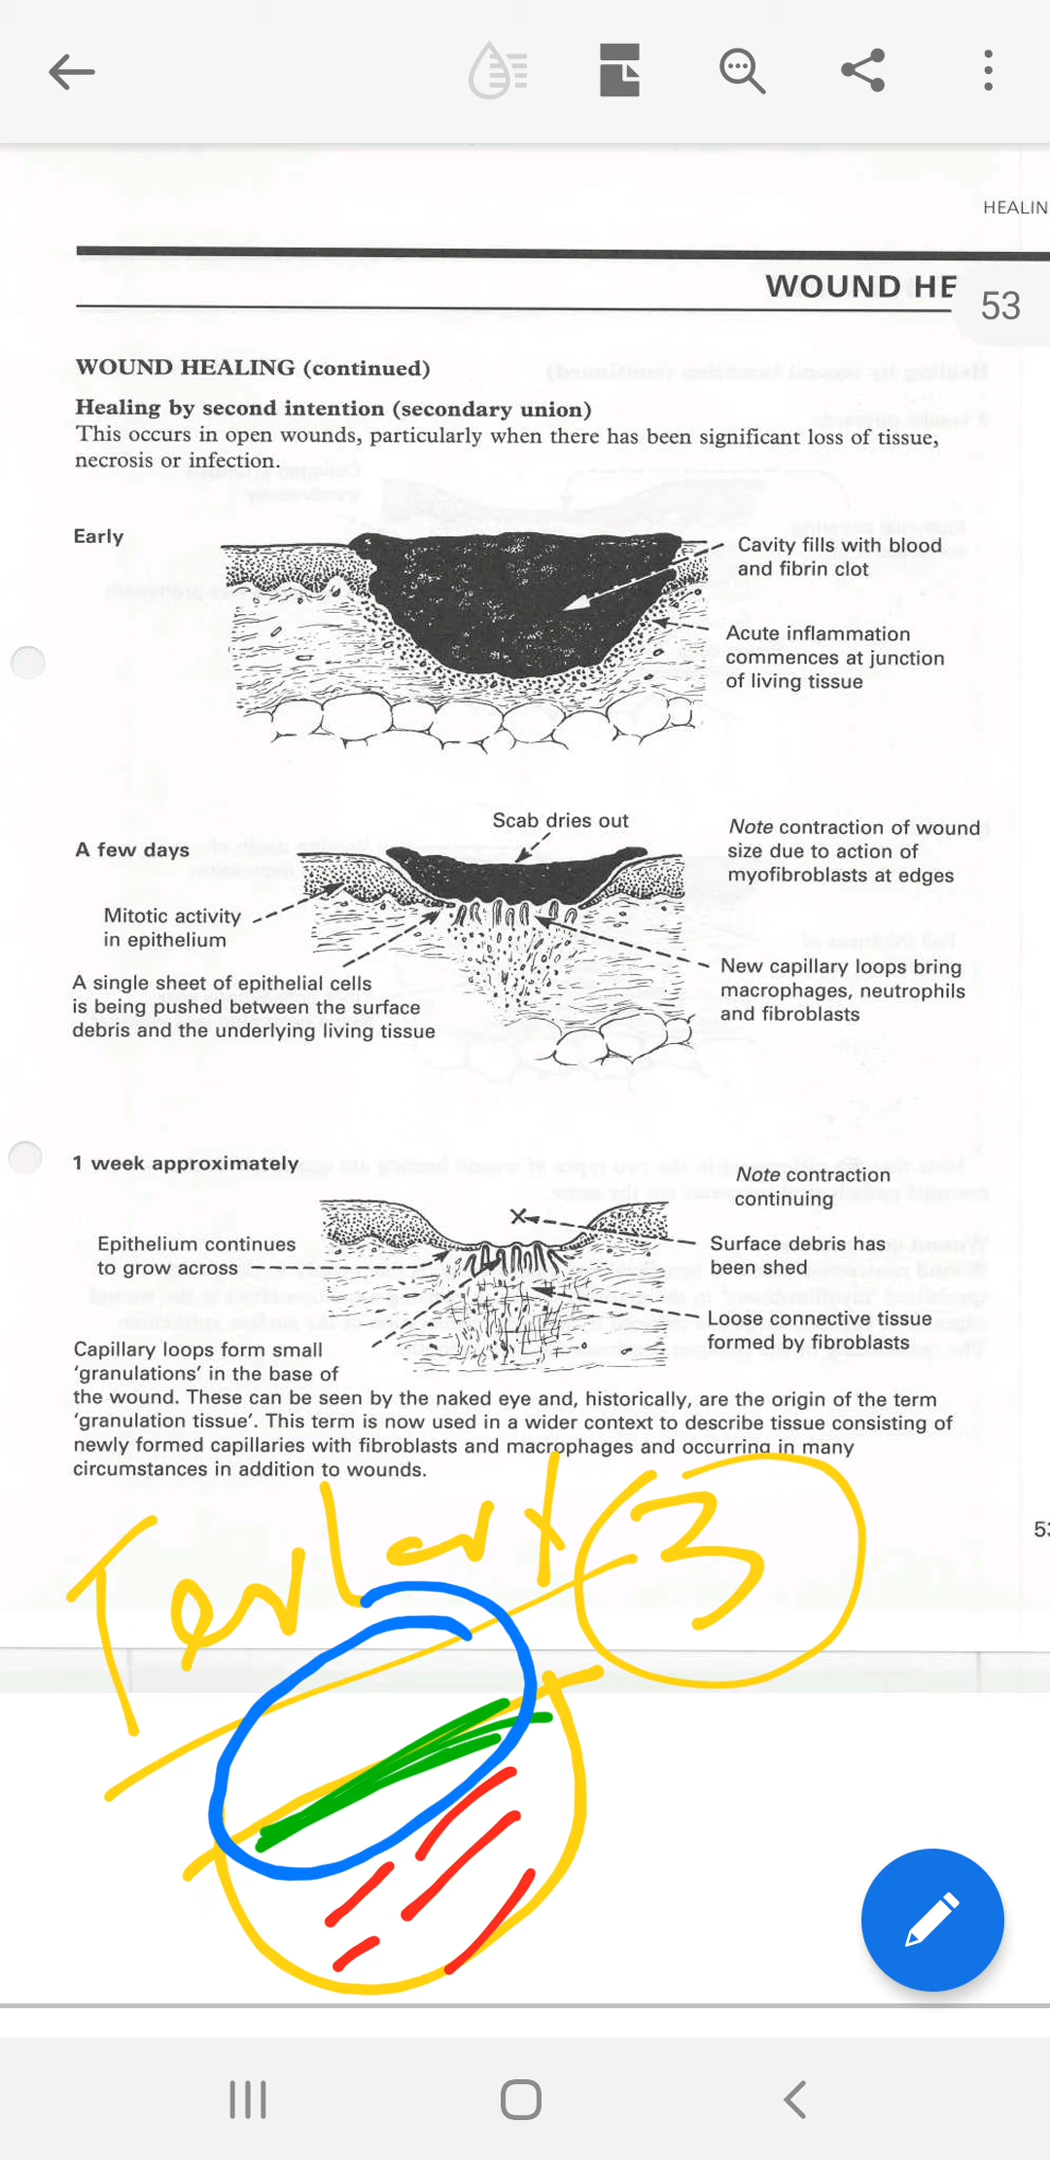 HEALIN
WOUND HE
53
WOUND HEALING (continued)
Healing by second intention (secondary union)
This occurs in open wounds, particularly when there has been significant loss of tissue,
necrosis or infection.
Early
Cavity fills with blood
and fibrin clot
Acute inflammation
commences at junction
of living tissue
Scab dries out
A few days
Note contraction of wound
size due to action of
myofibroblasts at edges
Mitotic activity
in epithelium
A single sheet of epithelial cells
is being pushed between the surface
debris and the underlying living tissue
New capillary loops bring
macrophages, neutrophils
and fibroblasts
1 week approximately
Note contraction
continuing
Epithelium continues
to grow across
Surface debris has
been shed
Loose connective tissue
formed by fibroblasts
Capillary loops form small
‘granulations’ in the base of
the wound. These can be seen by the naked eye and, historically, are the origin of the term
‘granulation tissue’. This term is now used in a wider context to describe tissue consisting of
newly formed capillaries with fibroblasts and macrophages and occurring in many
circumstances in addition to wounds.
53
3